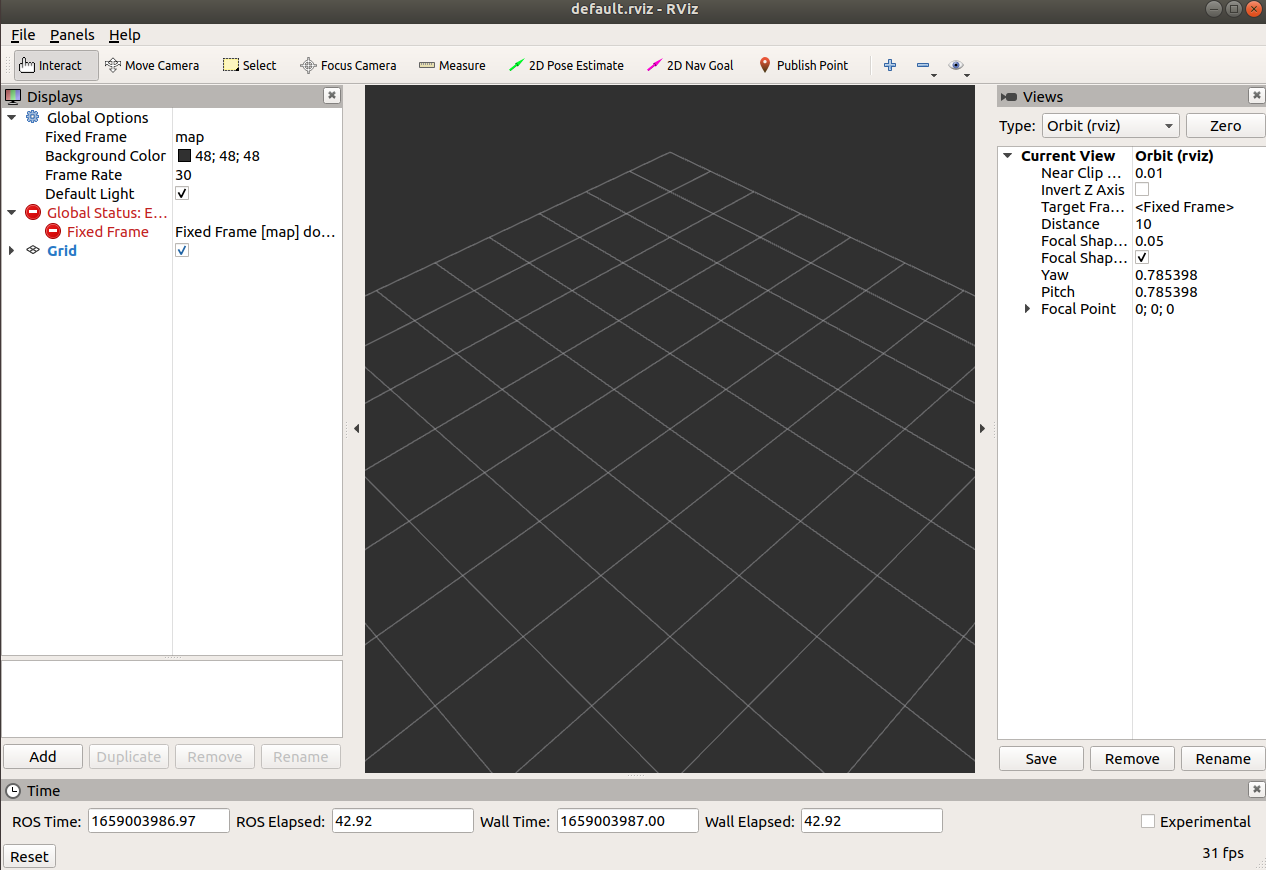 default.rviz - RViz
File Panels Help
Interact Move Camera Select Focus Camera Measure 2D Pose Estimate 2D Nav Goal Publish Point
Displays
Global Options
Fixed Frame map
Background Color 48; 48; 48
Frame Rate 30
Default Light
Global Status: E...
Fixed Frame Fixed Frame [map] do...
Grid
Add Duplicate Remove Rename
Views
Type: Orbit (rviz) Zero
Current View Orbit (rviz)
Near Clip ... 0.01
Invert Z Axis
Target Fra... <Fixed Frame>
Distance 10
Focal Shap... 0.05
Focal Shap...
Yaw 0.785398
Pitch 0.785398
Focal Point 0; 0; 0
Save Remove Rename
Time
ROS Time: 1659003986.97 ROS Elapsed: 42.92 Wall Time: 1659003987.00 Wall Elapsed: 42.92 Experimental
Reset 31 fps